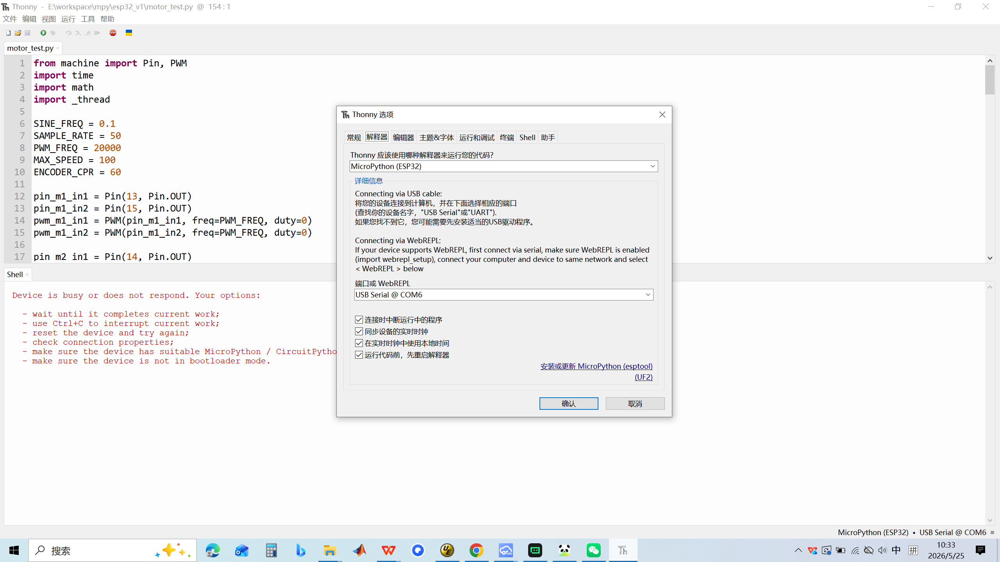 Thonny - E:\workspace\mpy\esp32_v1\motor_test.py @ 154 : 1
文件 编辑 视图 运行 工具 帮助
motor_test.py
1 from machine import Pin, PWM
2 import time
3 import math
4 import _thread
5
6 SINE_FREQ = 0.1
7 SAMPLE_RATE = 50
8 PWM_FREQ = 20000
9 MAX_SPEED = 100
10 ENCODER_CPR = 60
11
12 pin_m1_in1 = Pin(13, Pin.OUT)
13 pin_m1_in2 = Pin(15, Pin.OUT)
14 pwm_m1_in1 = PWM(pin_m1_in1, freq=PWM_FREQ, duty=0)
15 pwm_m1_in2 = PWM(pin_m1_in2, freq=PWM_FREQ, duty=0)
16
17 pin m2 in1 = Pin(14, Pin.OUT)
Shell
Device is busy or does not respond. Your options:
- wait until it completes current work;
- use Ctrl+C to interrupt current work;
- reset the device and try again;
- check connection properties;
- make sure the device has suitable MicroPython / CircuitPytho
- make sure the device is not in bootloader mode.
Thonny 选项
常规 解释器 编辑器 主题&字体 运行和调试 终端 Shell 助手
Thonny 应该使用哪种解释器来运行您的代码？
MicroPython (ESP32)
详细信息
Connecting via USB cable:
将您的设备连接到计算机，并在下面选择相应的端口
(查找你的设备名字，"USB Serial"或"UART").
如果您找不到它，您可能需要先安装适当的USB驱动程序。
Connecting via WebREPL:
If your device supports WebREPL, first connect via serial, make sure WebREPL is enabled
(import webrepl_setup), connect your computer and device to same network and select
< WebREPL > below
端口或 WebREPL
USB Serial @ COM6
连接时中断运行中的程序
同步设备的实时时钟
在实时时钟中使用本地时间
运行代码前，先重启解释器
安装或更新 MicroPython (esptool)
(UF2)
确认 取消
MicroPython (ESP32) • USB Serial @ COM6 ≡
搜索
中 拼
10:33
2026/5/25